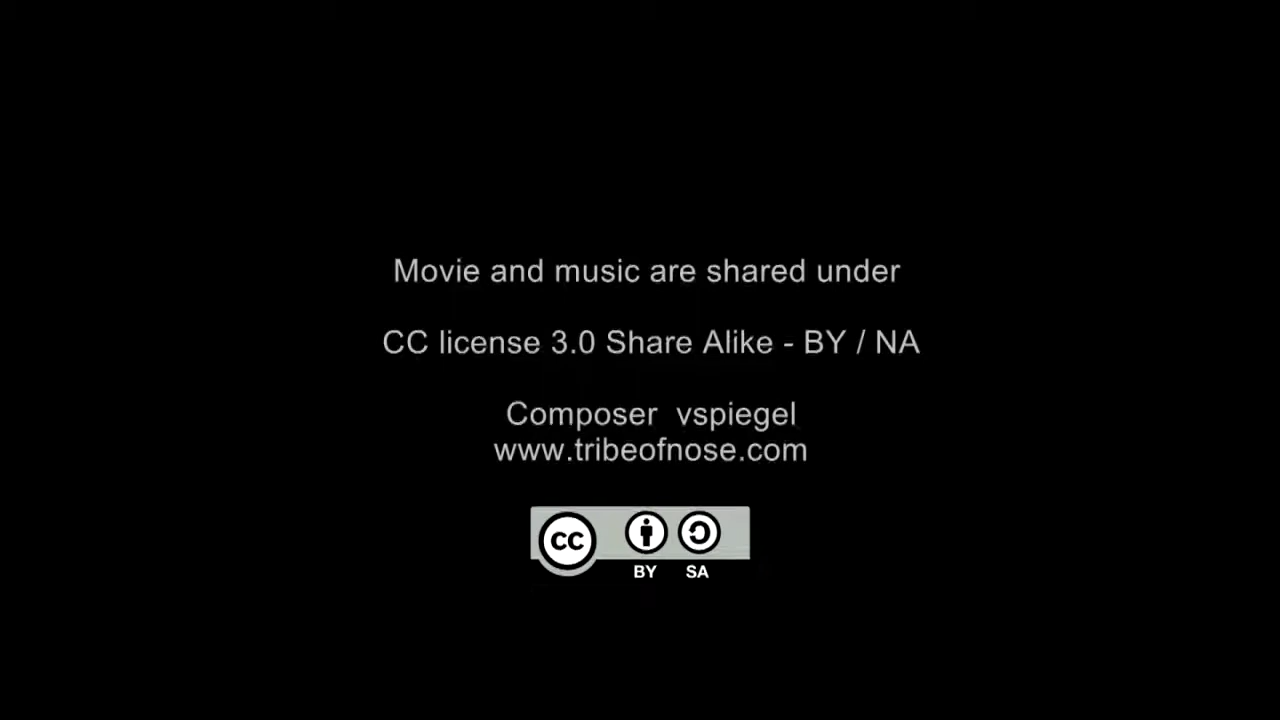 Movie and music are shared under
CC license 3.0 Share Alike - BY / NA
Composer  vspiegel
www.tribeofnose.com
CC
BY SA